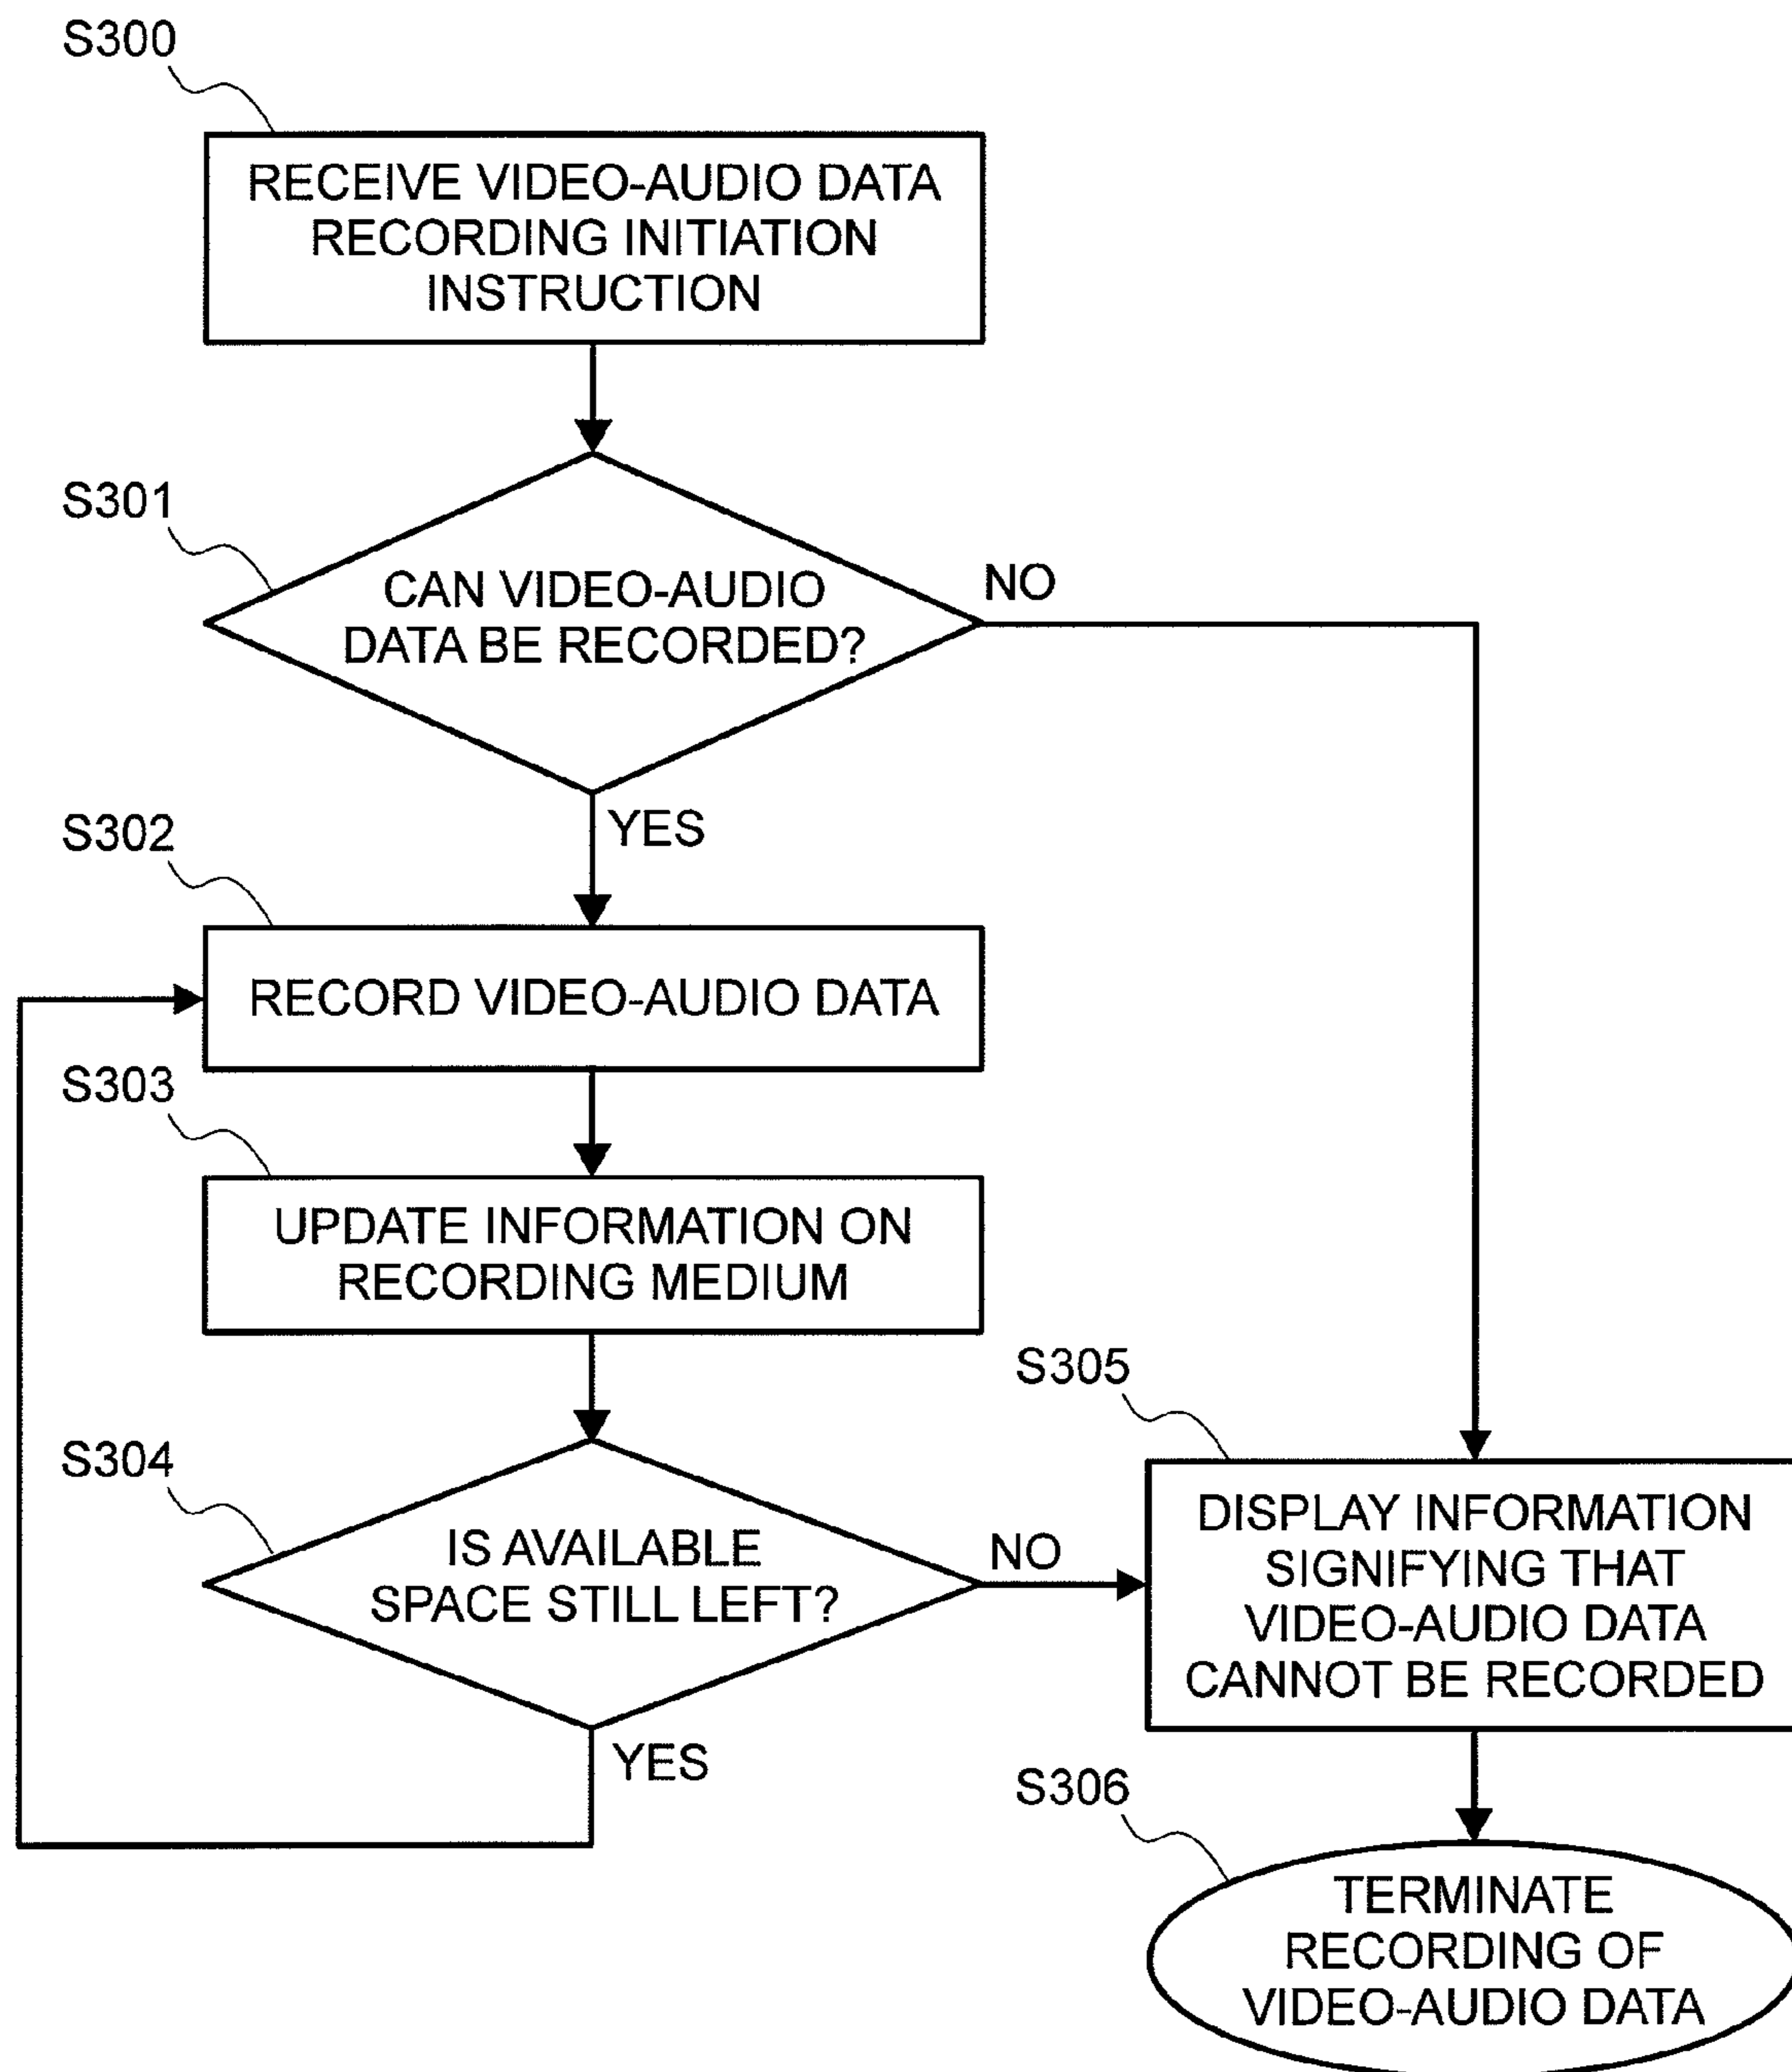 S300
RECEIVE VIDEO-AUDIO DATA
RECORDING INITIATION
INSTRUCTION
S301
CAN VIDEO-AUDIO
DATA BE RECORDED?
NO
YES
S302
RECORD VIDEO-AUDIO DATA
S303
UPDATE INFORMATION ON
RECORDING MEDIUM
S304
IS AVAILABLE
SPACE STILL LEFT?
NO
YES
S305
DISPLAY INFORMATION
SIGNIFYING THAT
VIDEO-AUDIO DATA
CANNOT BE RECORDED
S306
TERMINATE
RECORDING OF
VIDEO-AUDIO DATA